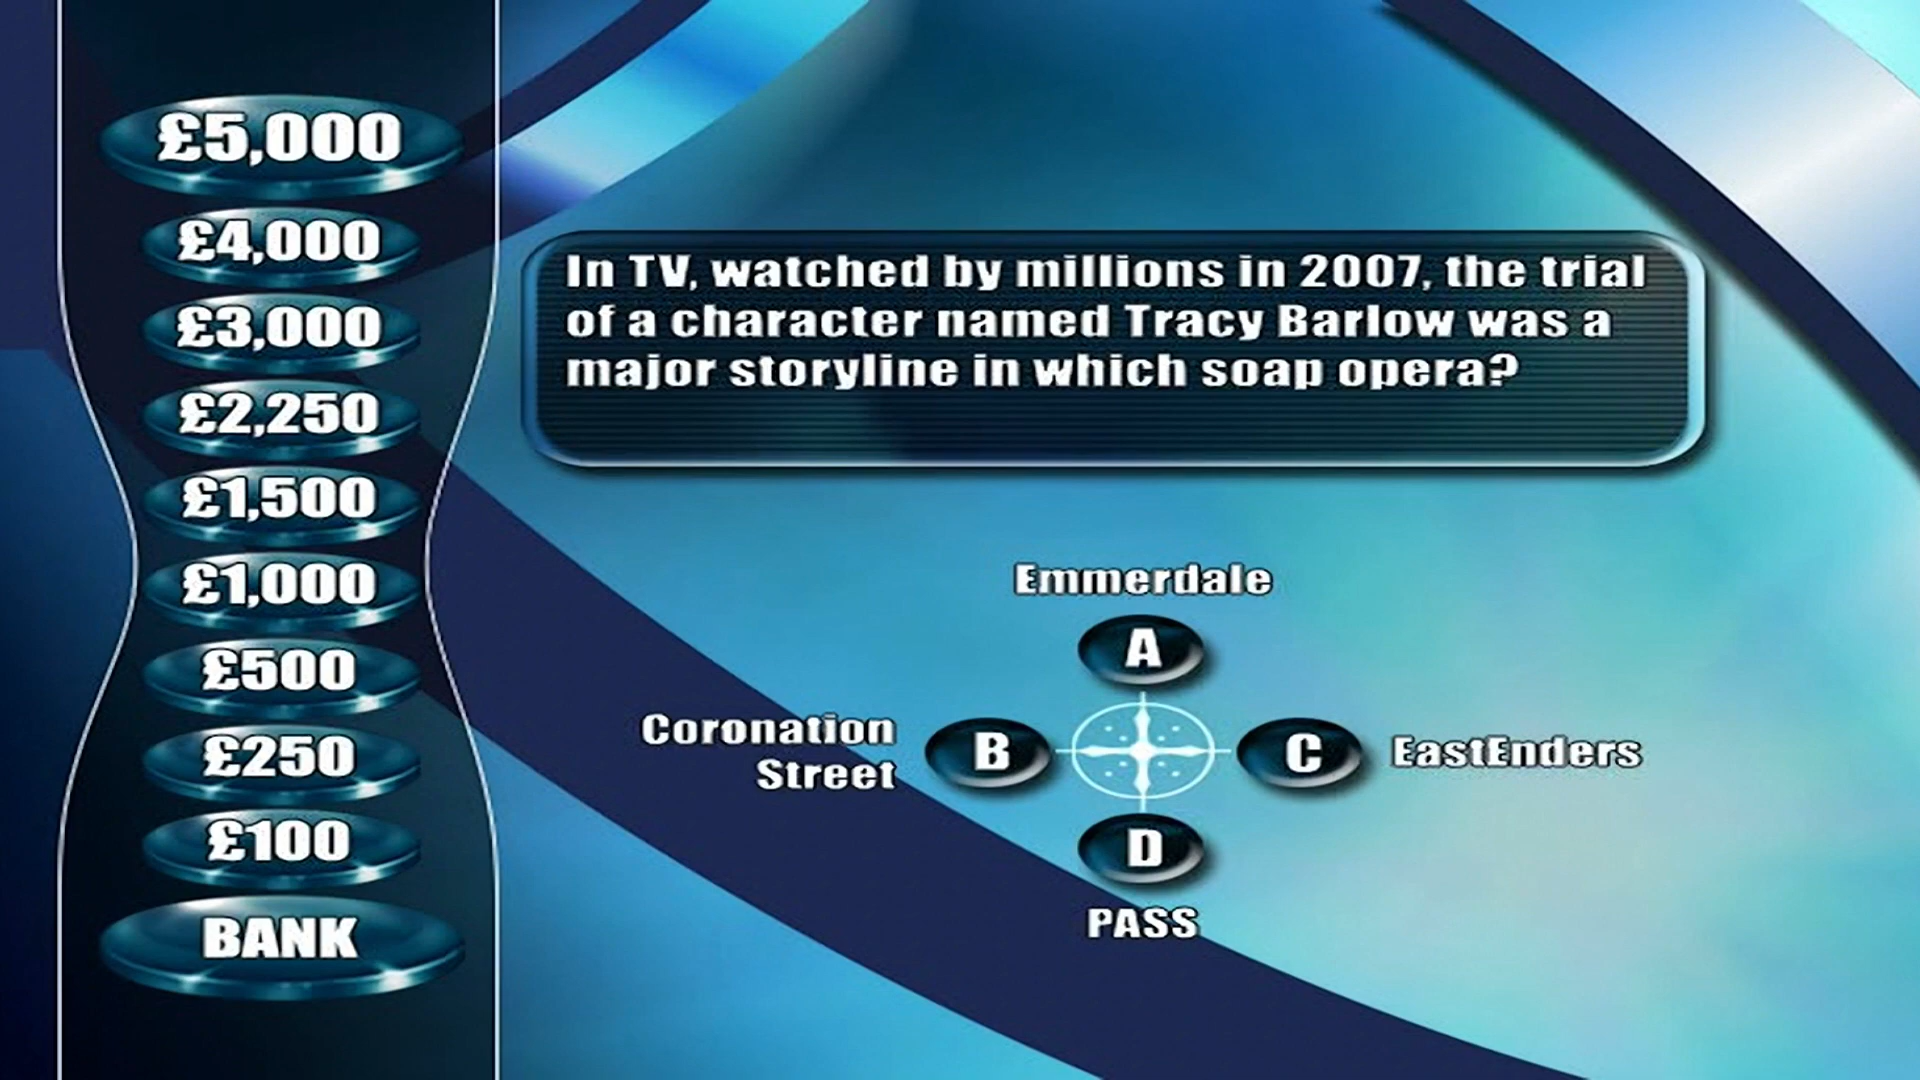 £5,000
£4,000
£3,000
£2,250
£1,500
£1,000
£500
£250
£100
BANK
In TV, watched by millions in 2007, the trial
of a character named Tracy Barlow was a
major storyline in which soap opera?
Emmerdale
A
Coronation
Street
B
C
EastEnders
D
PASS